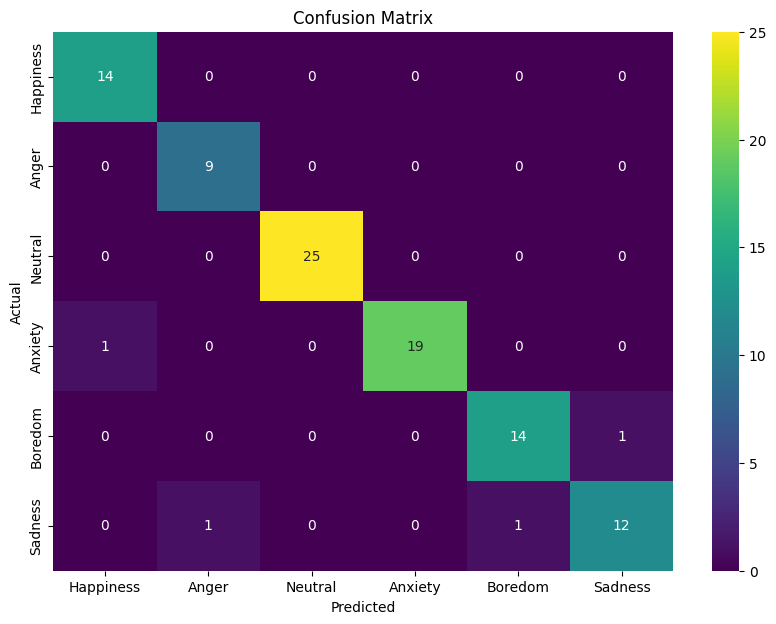 Confusion Matrix
Actual
Happiness 14 0 0 0 0 0
Anger 0 9 0 0 0 0
Neutral 0 0 25 0 0 0
Anxiety 1 0 0 19 0 0
Boredom 0 0 0 0 14 1
Sadness 0 1 0 0 1 12
Happiness Anger Neutral Anxiety Boredom Sadness
Predicted
25
20
15
10
5
0